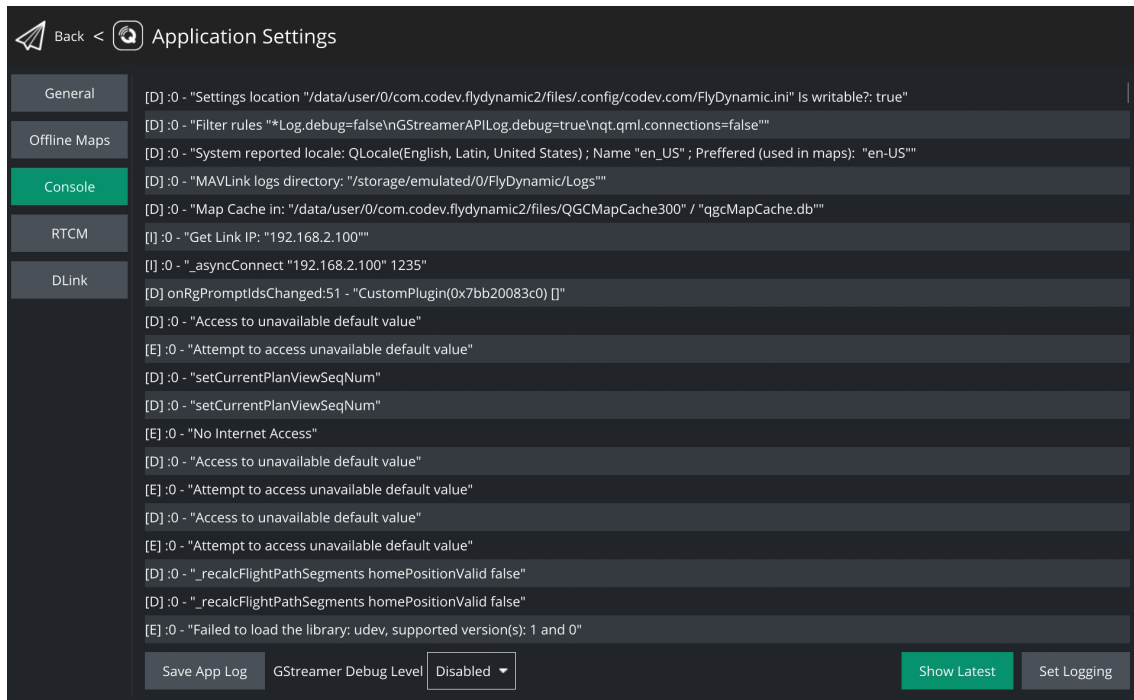 Back < Application Settings
General
Offline Maps
Console
RTCM
DLink
[D] :0 - "Settings location "/data/user/0/com.codev.flydynamic2/files/.config/codev.com/FlyDynamic.ini" Is writable?: true"
[D] :0 - "Filter rules "*Log.debug=false\nGStreamerAPILog.debug=true\nqt.qml.connections=false""
[D] :0 - "System reported locale: QLocale(English, Latin, United States) ; Name "en_US" ; Preffered (used in maps):  "en-US""
[D] :0 - "MAVLink logs directory: "/storage/emulated/0/FlyDynamic/Logs""
[D] :0 - "Map Cache in: "/data/user/0/com.codev.flydynamic2/files/QGCMapCache300" / "qgcMapCache.db""
[I] :0 - "Get Link IP: "192.168.2.100""
[I] :0 - "_asyncConnect "192.168.2.100" 1235"
[D] onRgPromptIdsChanged:51 - "CustomPlugin(0x7bb20083c0) []"
[D] :0 - "Access to unavailable default value"
[E] :0 - "Attempt to access unavailable default value"
[D] :0 - "setCurrentPlanViewSeqNum"
[D] :0 - "setCurrentPlanViewSeqNum"
[E] :0 - "No Internet Access"
[D] :0 - "Access to unavailable default value"
[E] :0 - "Attempt to access unavailable default value"
[D] :0 - "Access to unavailable default value"
[E] :0 - "Attempt to access unavailable default value"
[D] :0 - "_recalcFlightPathSegments homePositionValid false"
[D] :0 - "_recalcFlightPathSegments homePositionValid false"
[E] :0 - "Failed to load the library: udev, supported version(s): 1 and 0"
Save App Log GStreamer Debug Level Disabled Show Latest Set Logging